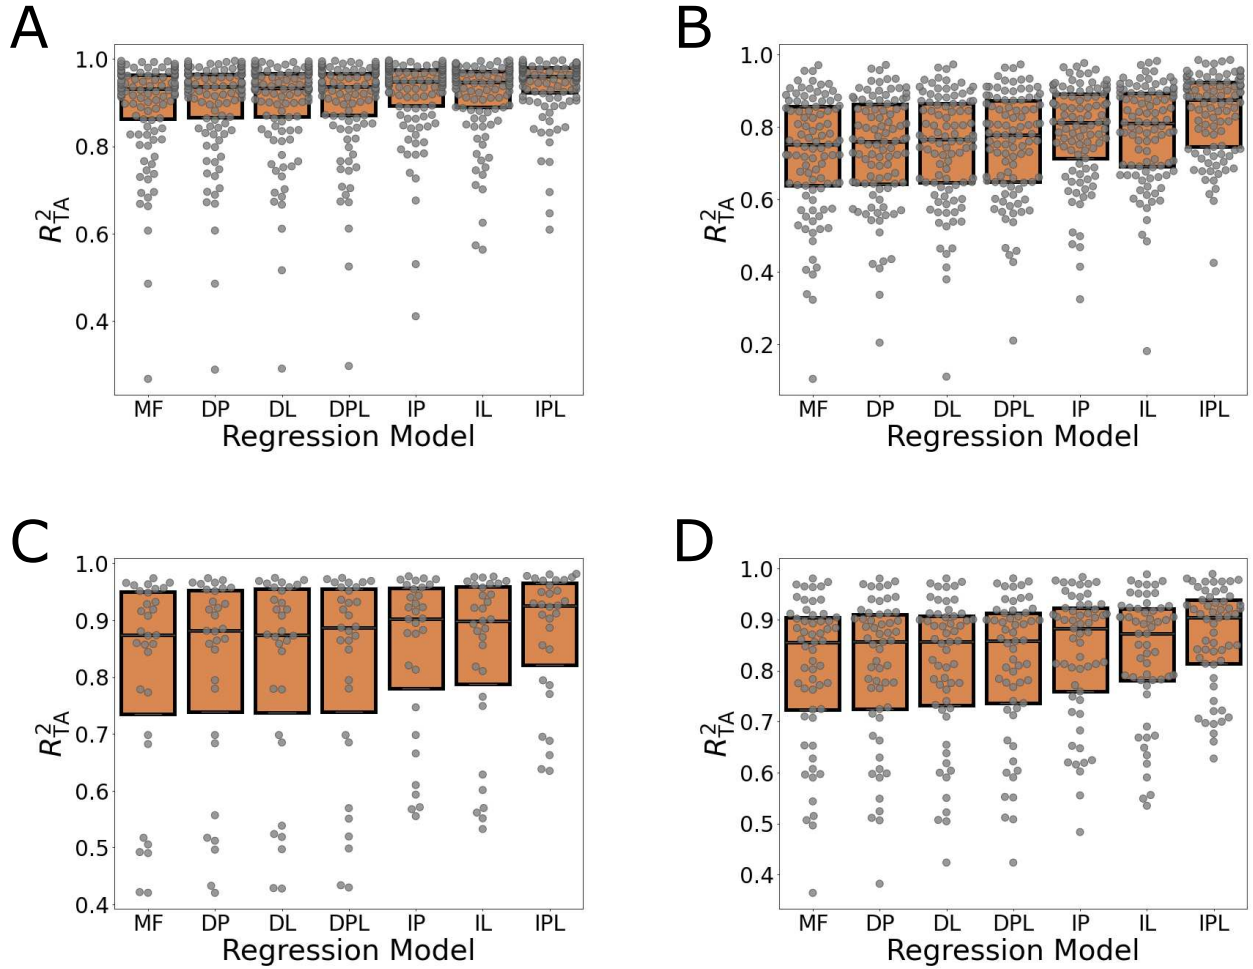 A
1.0
0.8
0.6
0.4
R²TA
MF DP DL DPL IP IL IPL
Regression Model
B
1.0
0.8
0.6
0.4
0.2
R²TA
MF DP DL DPL IP IL IPL
Regression Model
C
1.0
0.9
0.8
0.7
0.6
0.5
0.4
R²TA
MF DP DL DPL IP IL IPL
Regression Model
D
1.0
0.9
0.8
0.7
0.6
0.5
0.4
R²TA
MF DP DL DPL IP IL IPL
Regression Model